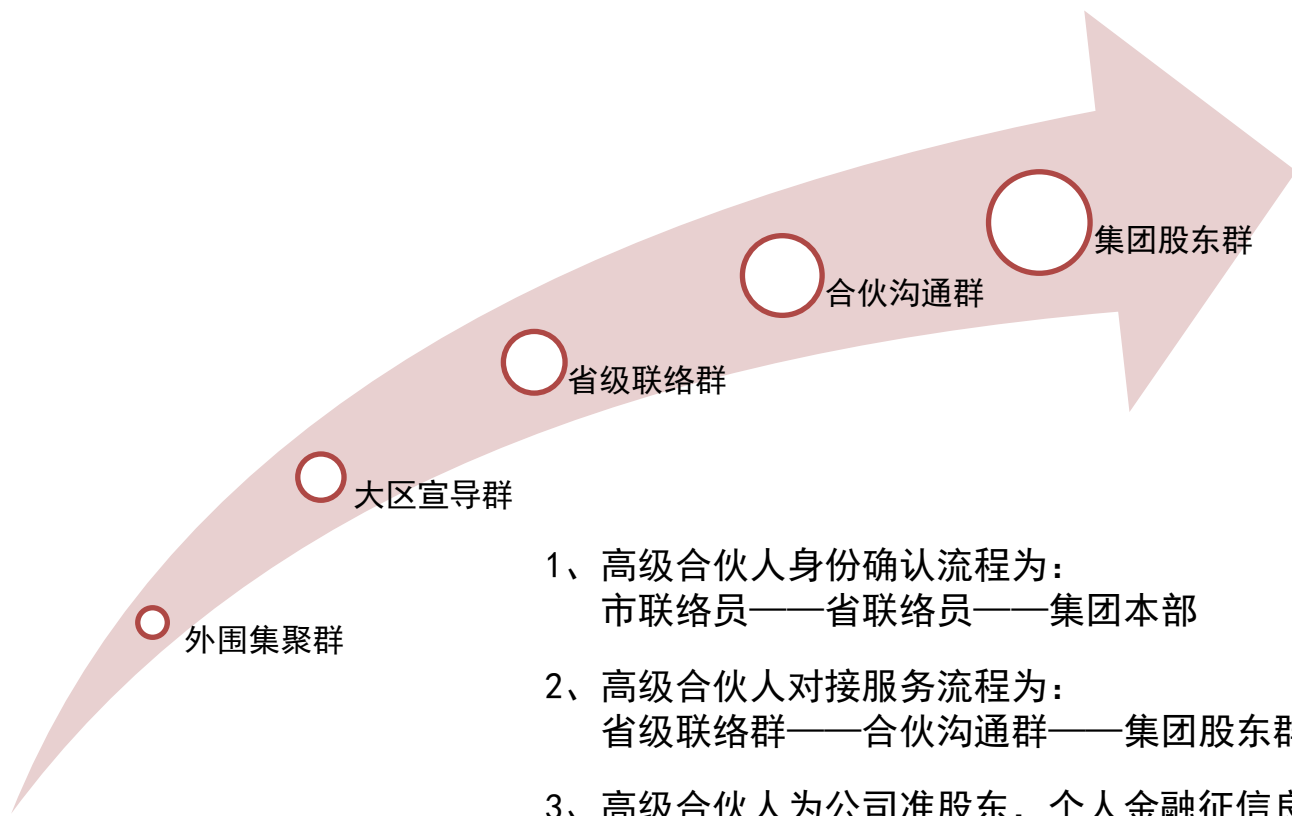 集团股东群
合伙沟通群
省级联络群
大区宣导群
外围集聚群
1、高级合伙人身份确认流程为：
市联络员——省联络员——集团本部
2、高级合伙人对接服务流程为：
省级联络群——合伙沟通群——集团股东群
3、高级合伙人为公司准股东，个人金融征信良